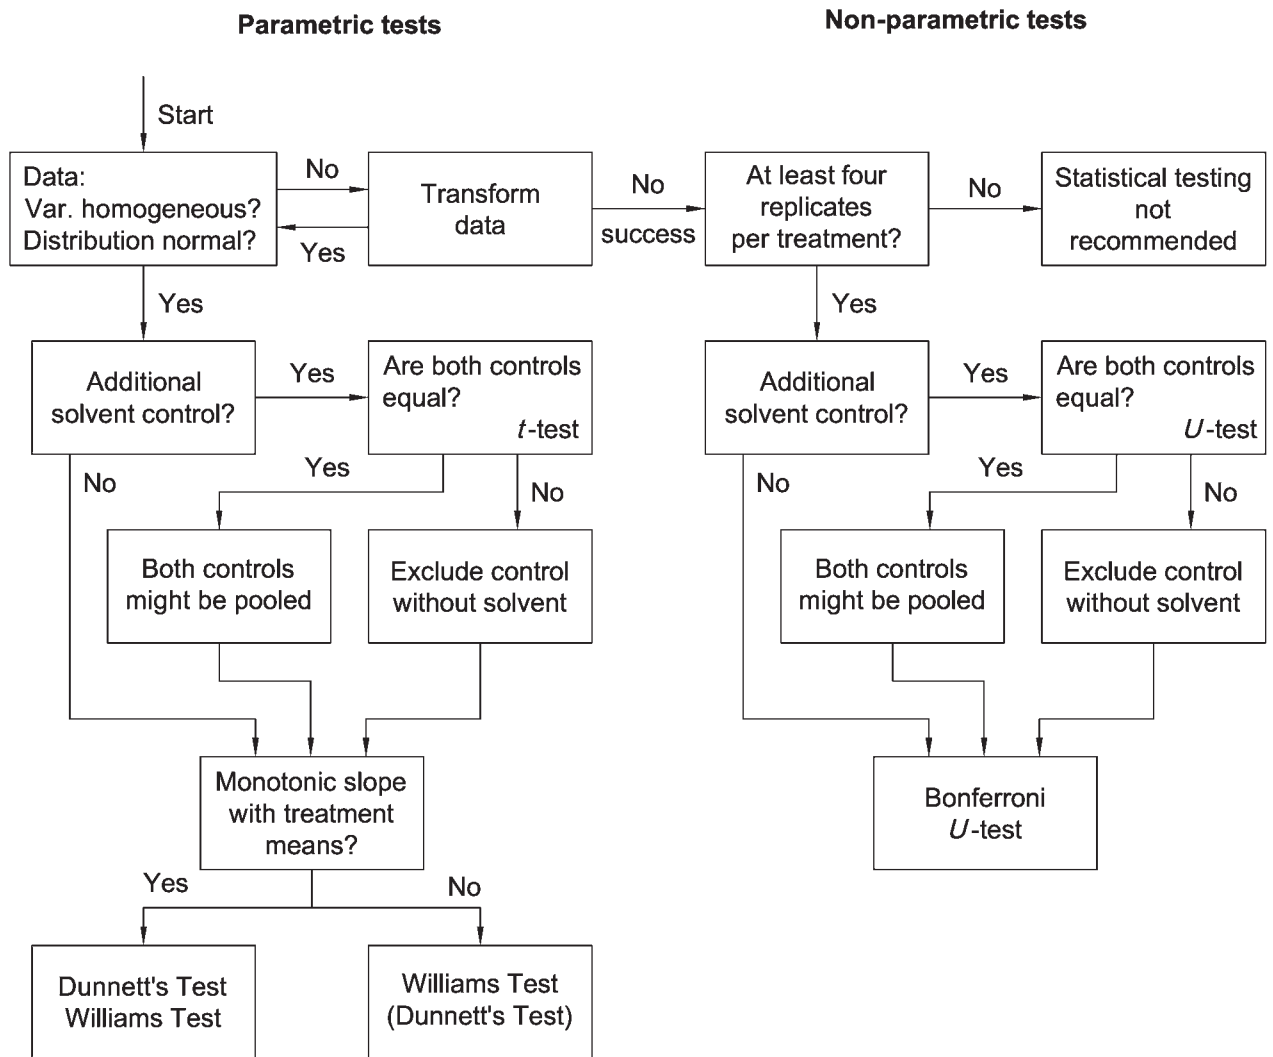 Parametric tests
Non-parametric tests
Start
Data:
Var. homogeneous?
Distribution normal?
No
Yes
Transform
data
No
success
At least four
replicates
per treatment?
No
Statistical testing
not
recommended
Yes
Yes
Additional
solvent control?
Yes
Are both controls
equal?
t-test
Additional
solvent control?
Yes
Are both controls
equal?
U-test
No
Yes
No
No
Yes
No
Both controls
might be pooled
Exclude control
without solvent
Both controls
might be pooled
Exclude control
without solvent
Monotonic slope
with treatment
means?
Bonferroni
U-test
Yes
No
Dunnett's Test
Williams Test
Williams Test
(Dunnett's Test)